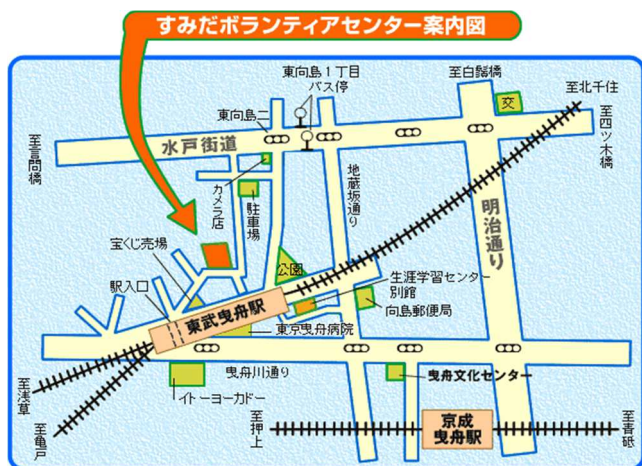 すみだボランティアセンター案内図
東向島１丁目
バス停
至白鬚橋
至北千住
交
東向島二
至四ツ木橋
水戸街道
至言問橋
カメラ店
駐車場
地蔵坂通り
明治通り
宝くじ売場
公園
駅入口
生涯学習センター
別館
東武曳舟駅
向島郵便局
東京曳舟病院
曳舟川通り
曳舟文化センター
至浅草
イトーヨーカドー
至亀戸
至押上
京成
曳舟駅
至青砥